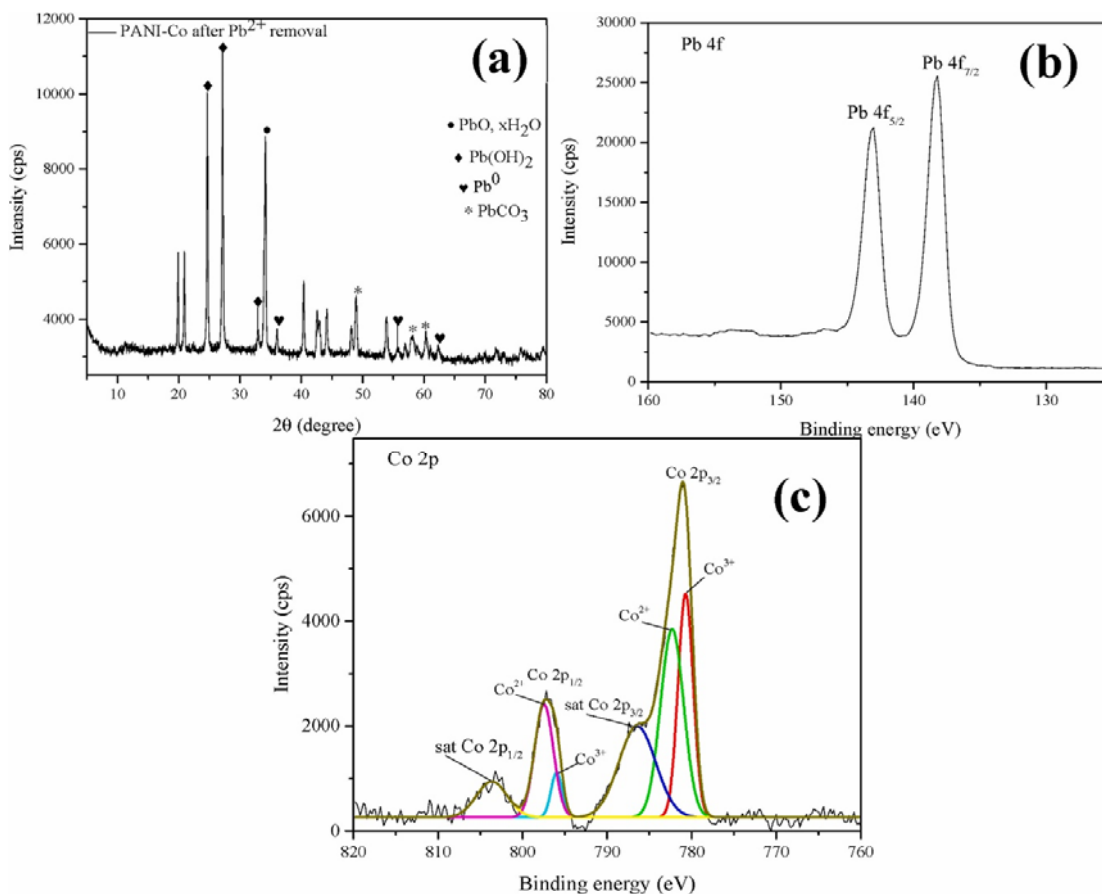 PANI-Co after Pb²⁺ removal
(a)
PbO, xH₂O
Pb(OH)₂
Pb⁰
* PbCO₃
*
*
*
12000
10000
8000
6000
4000
Intensity (cps)
10 20 30 40 50 60 70 80
2θ (degree)
Pb 4f
(b)
Pb 4f₇/₂
Pb 4f₅/₂
30000
25000
20000
15000
10000
5000
0
Intensity (cps)
160 150 140 130
Binding energy (eV)
Co 2p
(c)
Co 2p₃/₂
Co³⁺
Co²⁺
Co²⁺ Co 2p₁/₂
sat Co 2p₃/₂
sat Co 2p₁/₂
Co³⁺
6000
4000
2000
0
Intensity (cps)
820 810 800 790 780 770 760
Binding energy (eV)